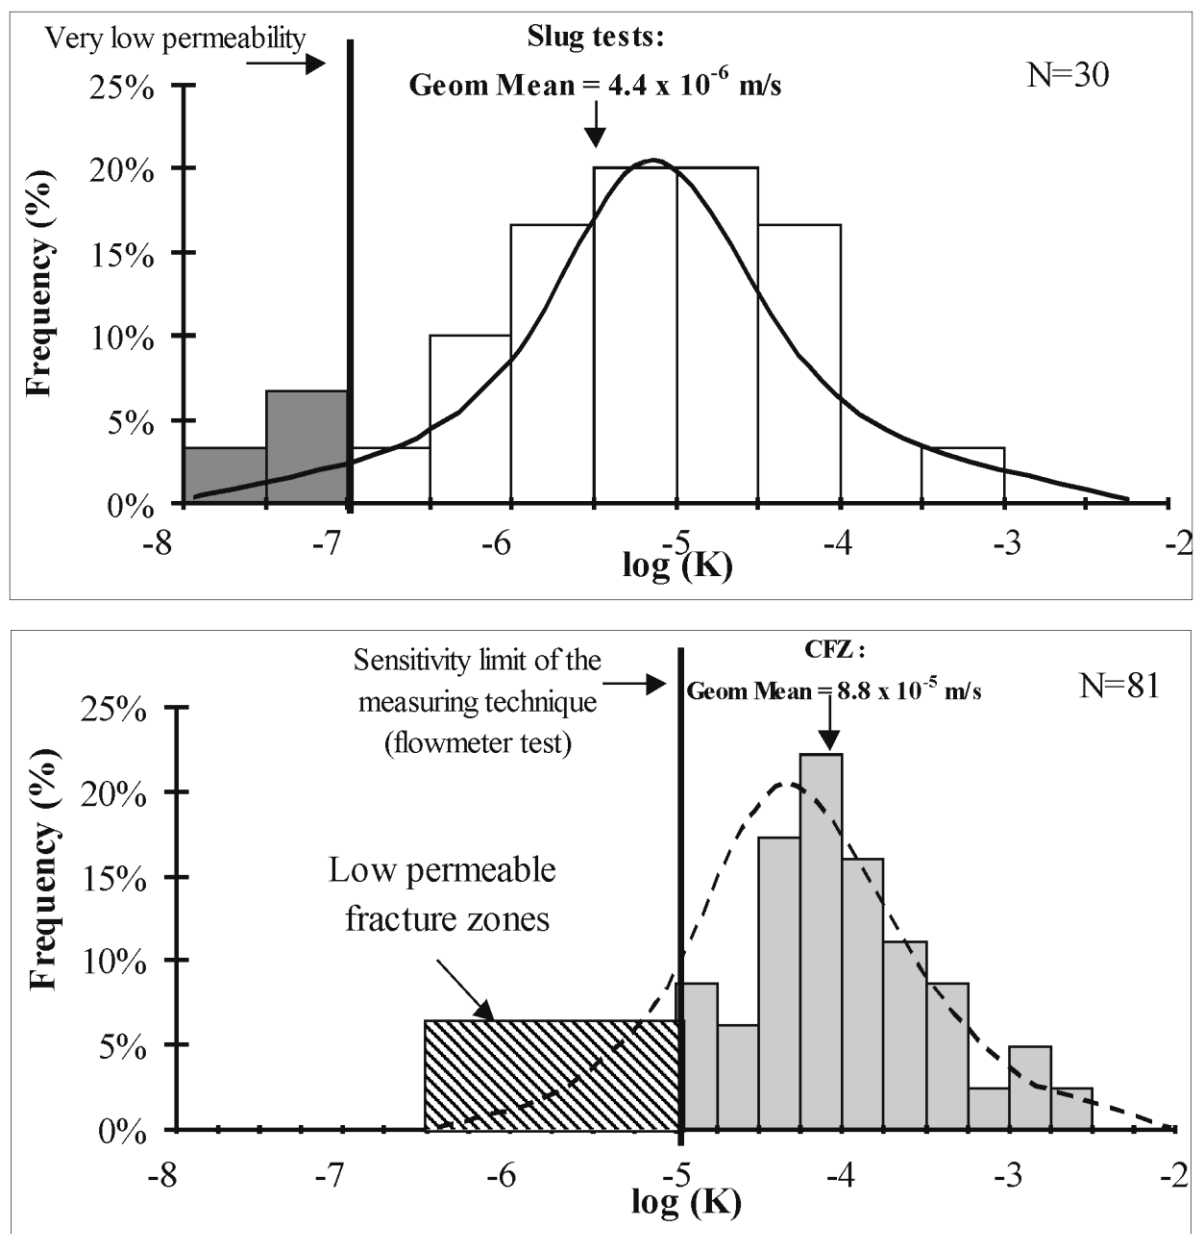 Very low permeability
Slug tests:
Geom Mean = 4.4 x 10⁻⁶ m/s
N=30
25%
20%
15%
10%
5%
0%
Frequency (%)
-8
-7
-6
-5
-4
-3
-2
log (K)
Sensitivity limit of the
measuring technique
(flowmeter test)
CFZ :
Geom Mean = 8.8 x 10⁻⁵ m/s
N=81
25%
20%
15%
10%
5%
0%
Frequency (%)
Low permeable
fracture zones
-8
-7
-6
-5
-4
-3
-2
log (K)